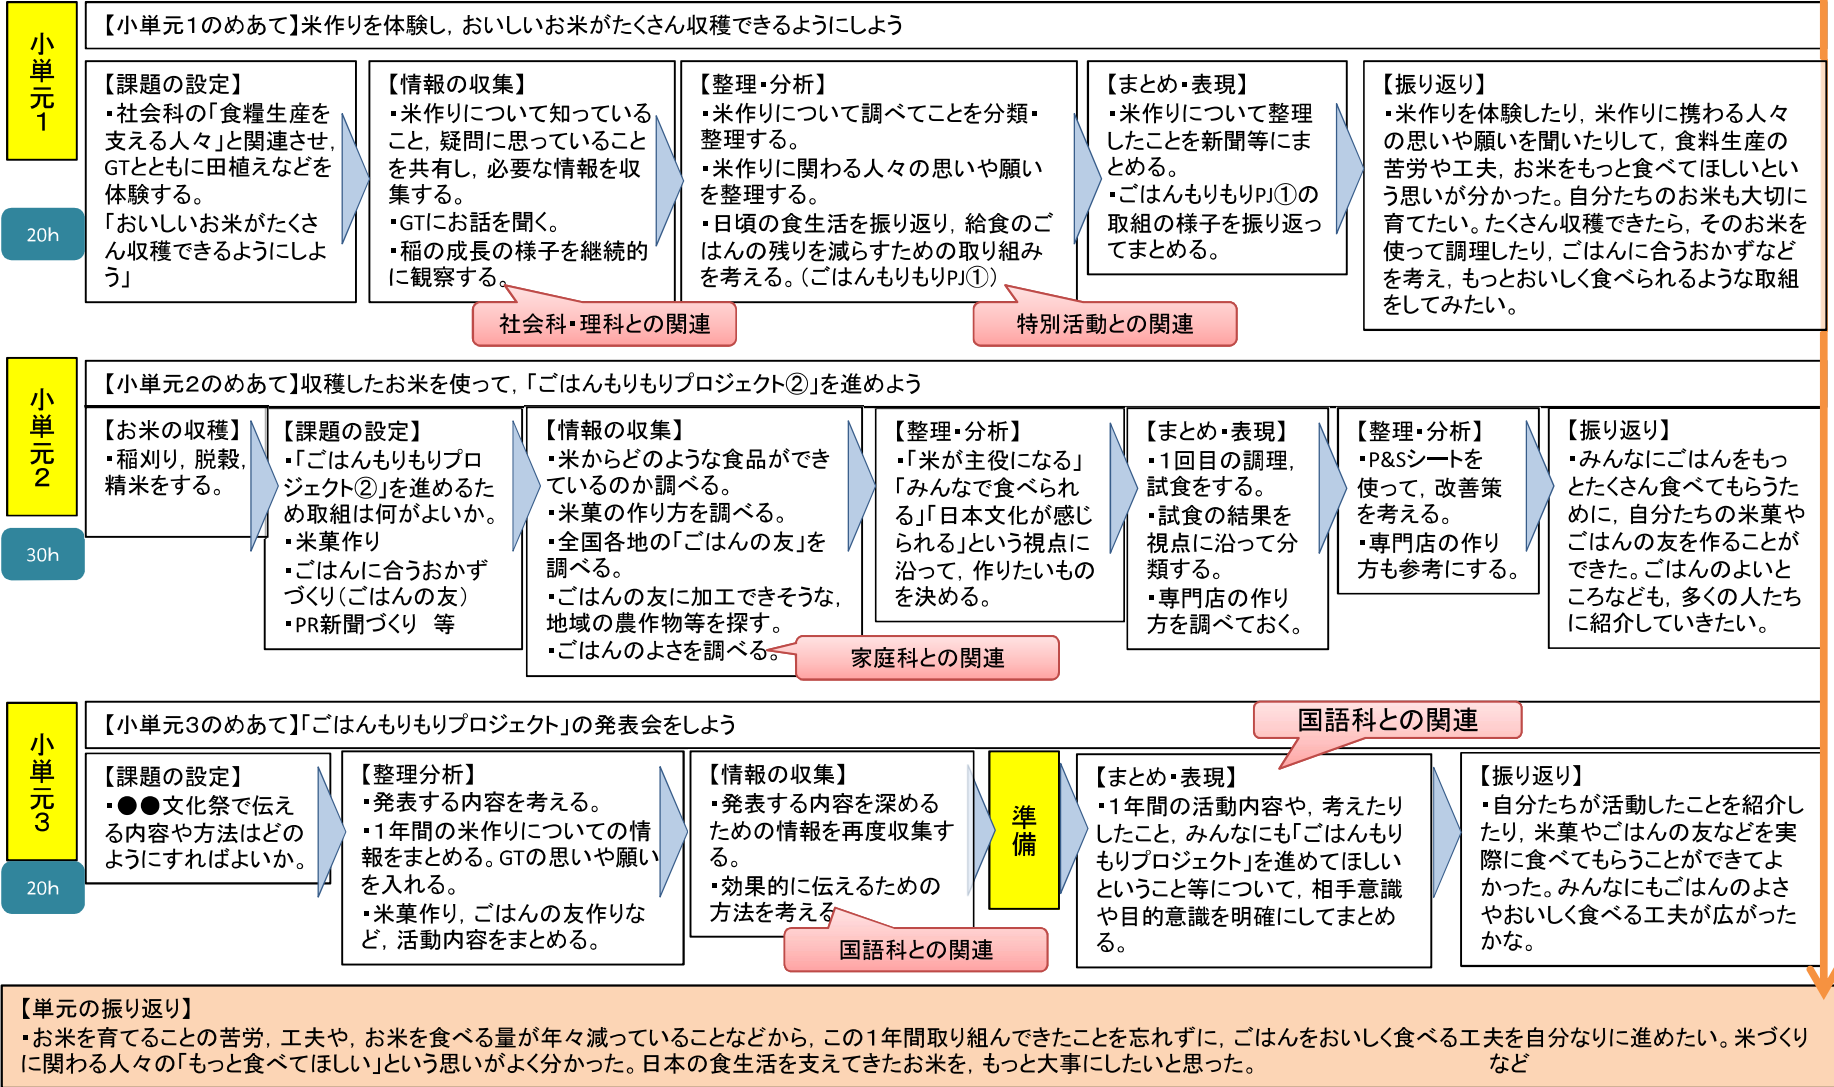 小単元1
20h
【小単元１のめあて】米作りを体験し，おいしいお米がたくさん収穫できるようにしよう
【課題の設定】
・社会科の「食糧生産を
支える人々」と関連させ，
GTとともに田植えなどを
体験する。
「おいしいお米がたくさ
ん収穫できるようにしよ
う」
【情報の収集】
・米作りについて知っている
こと，疑問に思っていること
を共有し，必要な情報を収
集する。
・GTにお話を聞く。
・稲の成長の様子を継続的
に観察する。
社会科・理科との関連
【整理・分析】
・米作りについて調べてことを分類・
整理する。
・米作りに関わる人々の思いや願い
を整理する。
・日頃の食生活を振り返り，給食のご
はんの残りを減らすための取り組み
を考える。（ごはんもりもりPJ①）
特別活動との関連
【まとめ・表現】
・米作りについて整理
したことを新聞等にま
とめる。
・ごはんもりもりPJ①の
取組の様子を振り返っ
てまとめる。
【振り返り】
・米作りを体験したり，米作りに携わる人々
の思いや願いを聞いたりして，食料生産の
苦労や工夫，お米をもっと食べてほしいとい
う思いが分かった。自分たちのお米も大切に
育てたい。たくさん収穫できたら，そのお米を
使って調理したり，ごはんに合うおかずなど
を考え，もっとおいしく食べられるような取組
をしてみたい。
小単元2
30h
【小単元２のめあて】収穫したお米を使って，「ごはんもりもりプロジェクト②」を進めよう
【お米の収穫】
・稲刈り，脱穀，
精米をする。
【課題の設定】
・「ごはんもりもりプロ
ジェクト②」を進めるた
め取組は何がよいか。
・米菓作り
・ごはんに合うおかず
づくり（ごはんの友）
・PR新聞づくり　等
【情報の収集】
・米からどのような食品ができ
ているのか調べる。
・米菓の作り方を調べる。
・全国各地の「ごはんの友」を
調べる。
・ごはんの友に加工できそうな，
地域の農作物等を探す。
・ごはんのよさを調べる。
家庭科との関連
【整理・分析】
・「米が主役になる」
「みんなで食べられ
る」「日本文化が感じ
られる」という視点に
沿って，作りたいもの
を決める。
【まとめ・表現】
・１回目の調理，
試食をする。
・試食の結果を
視点に沿って分
類する。
・専門店の作り
方を調べておく。
【整理・分析】
・P&Sシートを
使って，改善策
を考える。
・専門店の作り
方も参考にする。
【振り返り】
・みんなにごはんをもっ
とたくさん食べてもらうた
めに，自分たちの米菓や
ごはんの友を作ることが
できた。ごはんのよいと
ころなども，多くの人たち
に紹介していきたい。
小単元3
20h
【小単元３のめあて】「ごはんもりもりプロジェクト」の発表会をしよう
【課題の設定】
・●●文化祭で伝え
る内容や方法はどの
ようにすればよいか。
【整理分析】
・発表する内容を考える。
・１年間の米作りについての情
報をまとめる。GTの思いや願い
を入れる。
・米菓作り，ごはんの友作りな
ど，活動内容をまとめる。
【情報の収集】
・発表する内容を深める
ための情報を再度収集す
る。
・効果的に伝えるための
方法を考える
国語科との関連
準備
国語科との関連
【まとめ・表現】
・１年間の活動内容や，考えたり
したこと，みんなにも「ごはんもり
もりプロジェクト」を進めてほしい
ということ等について，相手意識
や目的意識を明確にしてまとめ
る。
【振り返り】
・自分たちが活動したことを紹介し
たり，米菓やごはんの友などを実
際に食べてもらうことができてよ
かった。みんなにもごはんのよさ
やおいしく食べる工夫が広がった
かな。
【単元の振り返り】
・お米を育てることの苦労，工夫や，お米を食べる量が年々減っていることなどから，この１年間取り組んできたことを忘れずに，ごはんをおいしく食べる工夫を自分なりに進めたい。米づくり
に関わる人々の「もっと食べてほしい」という思いがよく分かった。日本の食生活を支えてきたお米を，もっと大事にしたいと思った。　など